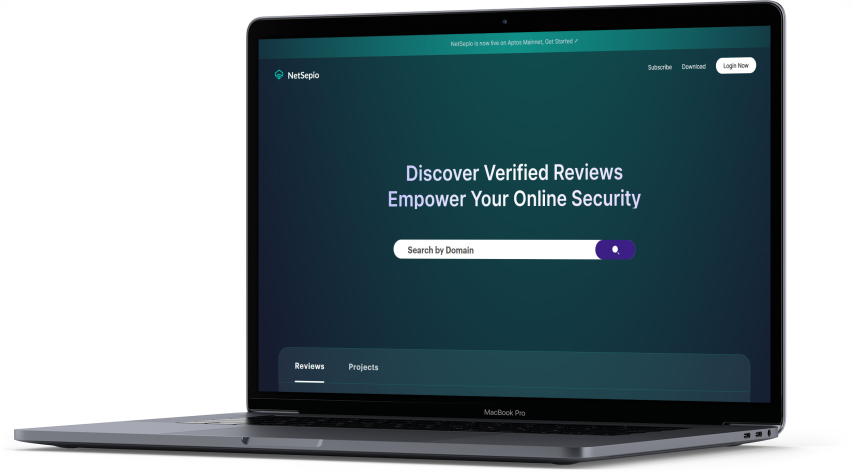 NetSepio is now live on Aptos Mainnet, Get Started ↗
NetSepio
Subscribe
Download
Login Now
Discover Verified Reviews
Empower Your Online Security
Search by Domain
Reviews
Projects
MacBook Pro